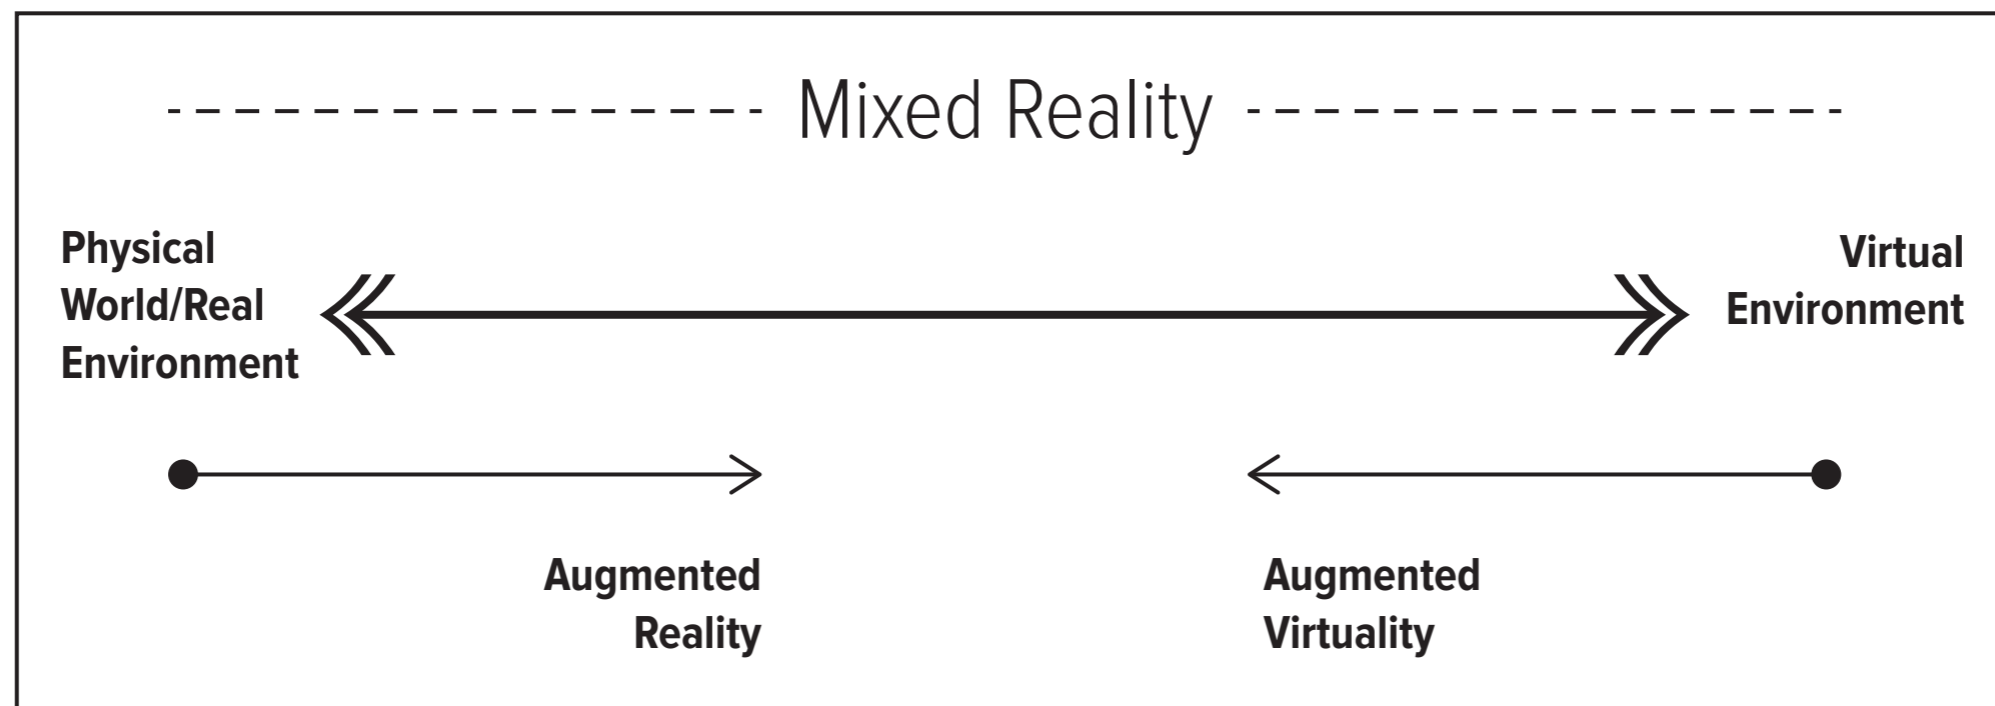 Mixed Reality
Physical
World/Real
Environment
Virtual
Environment
Augmented
Reality
Augmented
Virtuality